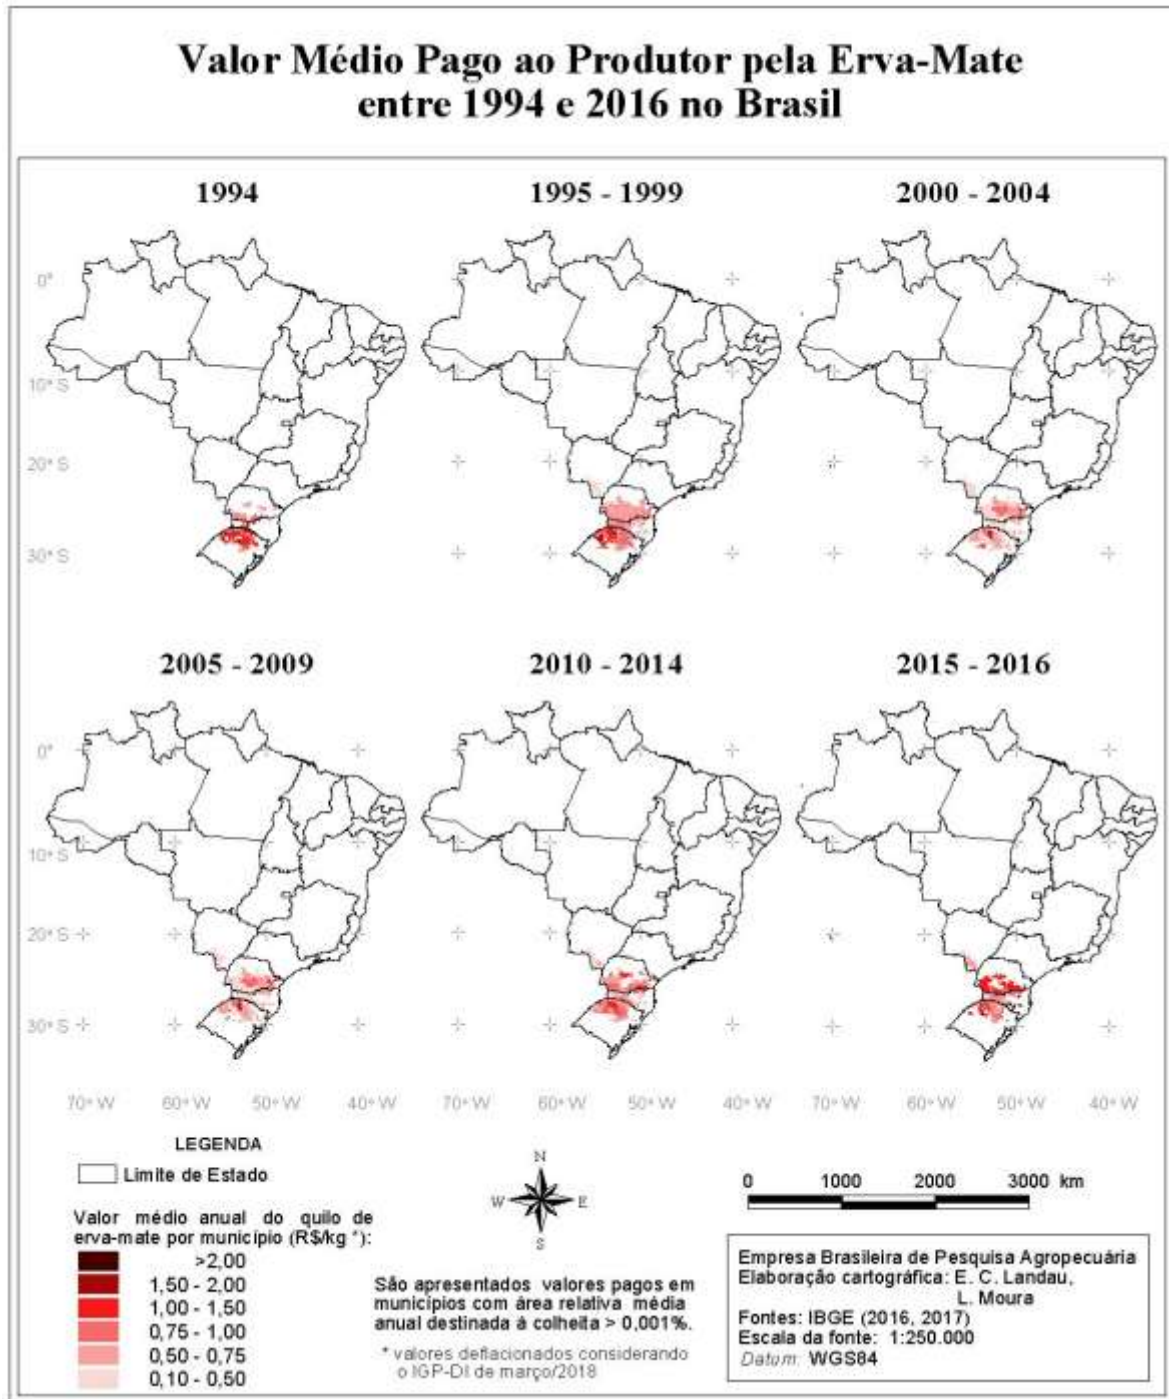 Valor Médio Pago ao Produtor pela Erva-Mate
entre 1994 e 2016 no Brasil
1994
1995 - 1999
2000 - 2004
0°
10° S
20° S
30° S
2005 - 2009
2010 - 2014
2015 - 2016
0°
10° S
20° S
30° S
70° W 60° W 50° W 40° W
60° W 50° W 40° W
70° W 60° W 50° W 40° W
LEGENDA
Limite de Estado
Valor médio anual do quilo de
erva-mate por município (R$/kg *):
>2,00
1,50 - 2,00
1,00 - 1,50
0,75 - 1,00
0,50 - 0,75
0,10 - 0,50
N
W E
S
São apresentados valores pagos em
municípios com área relativa média
anual destinada à colheita > 0,001%.
* valores deflacionados considerando
o IGP-DI de março/2018
0 1000 2000 3000 km
Empresa Brasileira de Pesquisa Agropecuária
Elaboração cartográfica: E. C. Landau,
L. Moura
Fontes: IBGE (2016, 2017)
Escala da fonte: 1:250.000
Datum: WGS84